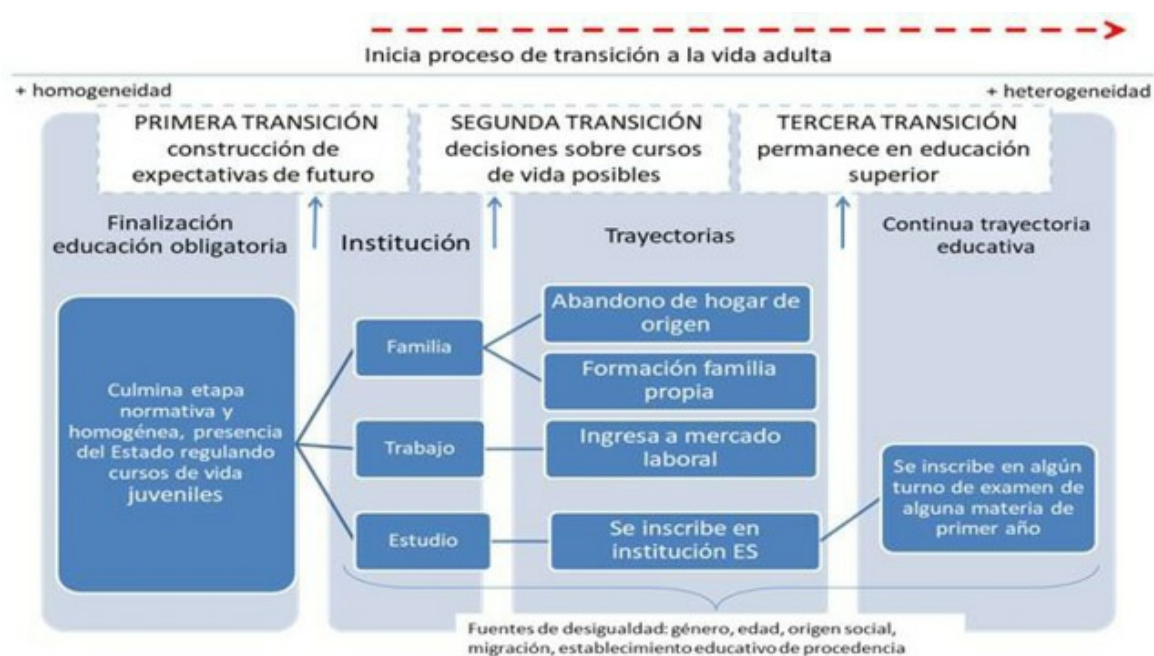 Inicia proceso de transición a la vida adulta
+ homogeneidad
+ heterogeneidad
PRIMERA TRANSICIÓN
construcción de
expectativas de futuro
SEGUNDA TRANSICIÓN
decisiones sobre cursos
de vida posibles
TERCERA TRANSICIÓN
permanece en educación
superior
Finalización
educación obligatoria
Institución
Trayectorias
Continua trayectoria
educativa
Culmina etapa
normativa y
homogénea, presencia
del Estado regulando
cursos de vida
juveniles
Familia
Trabajo
Estudio
Abandono de hogar de
origen
Formación familia
propia
Ingresa a mercado
laboral
Se inscribe en
institución ES
Se inscribe en algún
turno de examen de
alguna materia de
primer año
Fuentes de desigualdad: género, edad, origen social,
migración, establecimiento educativo de procedencia